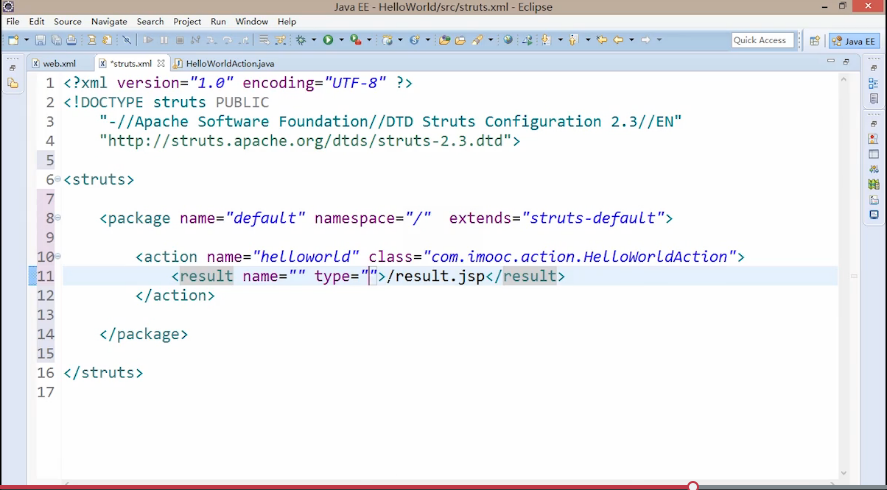 Java EE - HelloWorld/src/struts.xml - Eclipse
File Edit Source Navigate Search Project Run Window Help
Quick Access Java EE
web.xml *struts.xml HelloWorldAction.java
1 <?xml version="1.0" encoding="UTF-8" ?>
2 <!DOCTYPE struts PUBLIC
3 "-//Apache Software Foundation//DTD Struts Configuration 2.3//EN"
4 "http://struts.apache.org/dtds/struts-2.3.dtd">
5
6 <struts>
7
8 <package name="default" namespace="/" extends="struts-default">
9
10 <action name="helloworld" class="com.imooc.action.HelloWorldAction">
11 <result name="" type="">/result.jsp</result>
12 </action>
13
14 </package>
15
16 </struts>
17